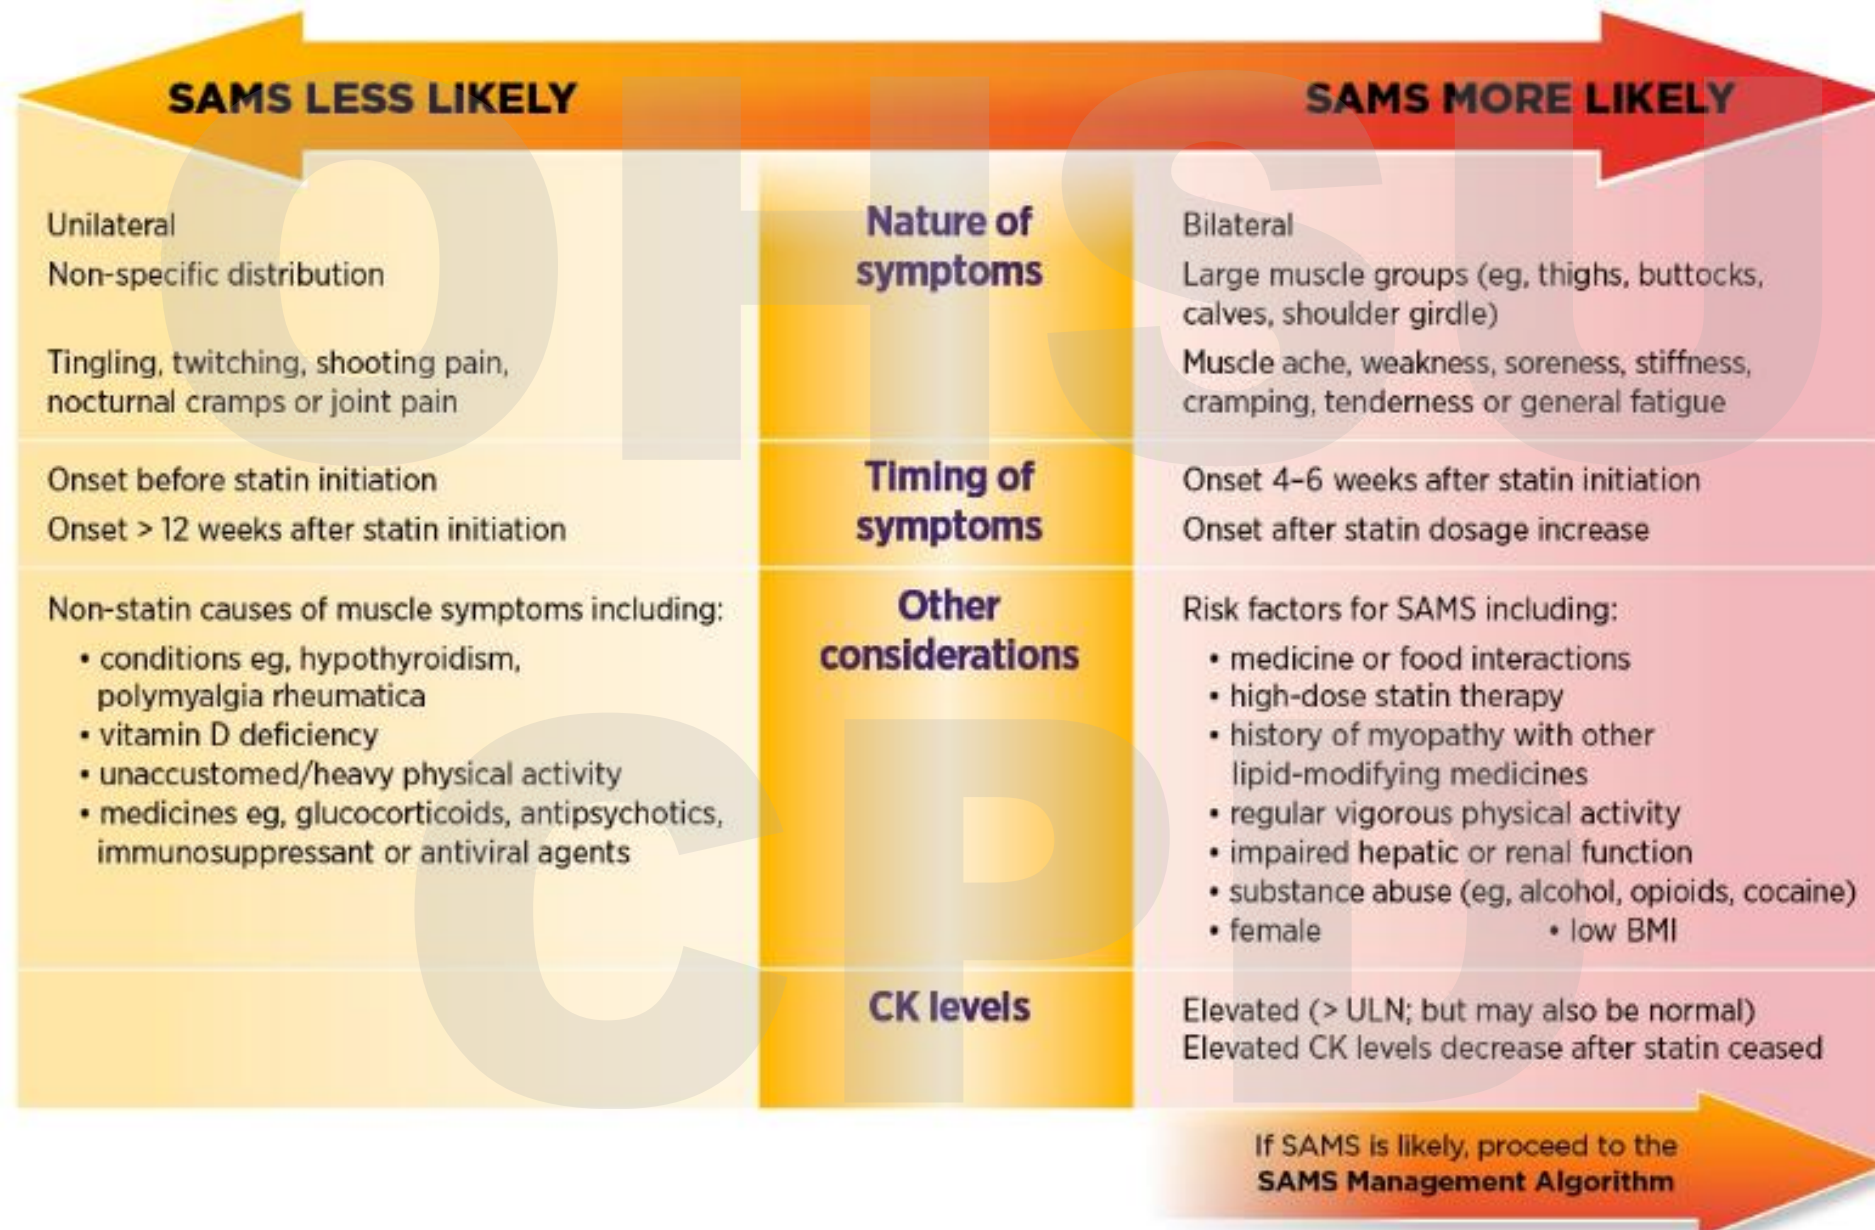 SAMS LESS LIKELY
SAMS MORE LIKELY
Unilateral
Non-specific distribution
Tingling, twitching, shooting pain,
nocturnal cramps or joint pain
Nature of
symptoms
Bilateral
Large muscle groups (eg, thighs, buttocks,
calves, shoulder girdle)
Muscle ache, weakness, soreness, stiffness,
cramping, tenderness or general fatigue
Onset before statin initiation
Onset > 12 weeks after statin initiation
Timing of
symptoms
Onset 4–6 weeks after statin initiation
Onset after statin dosage increase
Non-statin causes of muscle symptoms including:
• conditions eg, hypothyroidism,
polymyalgia rheumatica
• vitamin D deficiency
• unaccustomed/heavy physical activity
• medicines eg, glucocorticoids, antipsychotics,
immunosuppressant or antiviral agents
Other
considerations
Risk factors for SAMS including:
• medicine or food interactions
• high-dose statin therapy
• history of myopathy with other
lipid-modifying medicines
• regular vigorous physical activity
• impaired hepatic or renal function
• substance abuse (eg, alcohol, opioids, cocaine)
• female • low BMI
CK levels
Elevated (> ULN; but may also be normal)
Elevated CK levels decrease after statin ceased
If SAMS is likely, proceed to the
SAMS Management Algorithm
OHSU
CPD